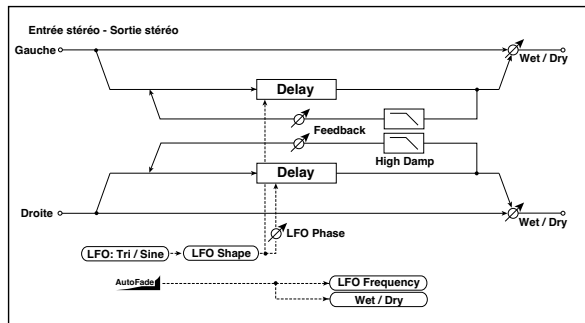 Entrée stéréo - Sortie stéréo
Gauche
Wet / Dry
Delay
Feedback
High Damp
Delay
Droite
Wet / Dry
LFO Phase
LFO: Tri / Sine
LFO Shape
AutoFade
LFO Frequency
Wet / Dry